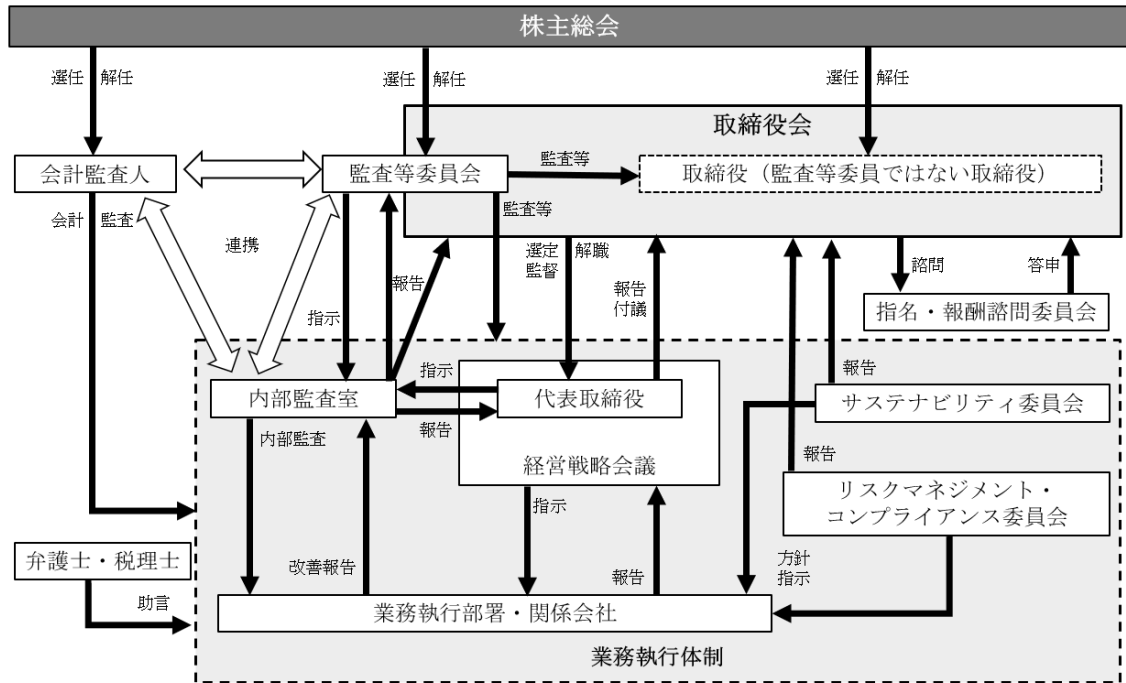 株主総会
選任
解任
選任
解任
選任
解任
取締役会
会計監査人
監査等委員会
監査等
取締役（監査等委員ではない取締役）
会計
監査
監査等
連携
報告
指示
選定
監督
解職
報告
付議
諮問
答申
指名・報酬諮問委員会
内部監査室
指示
報告
代表取締役
経営戦略会議
報告
サステナビリティ委員会
内部監査
報告
リスクマネジメント・
コンプライアンス委員会
指示
弁護士・税理士
助言
改善報告
報告
方針
指示
業務執行部署・関係会社
業務執行体制